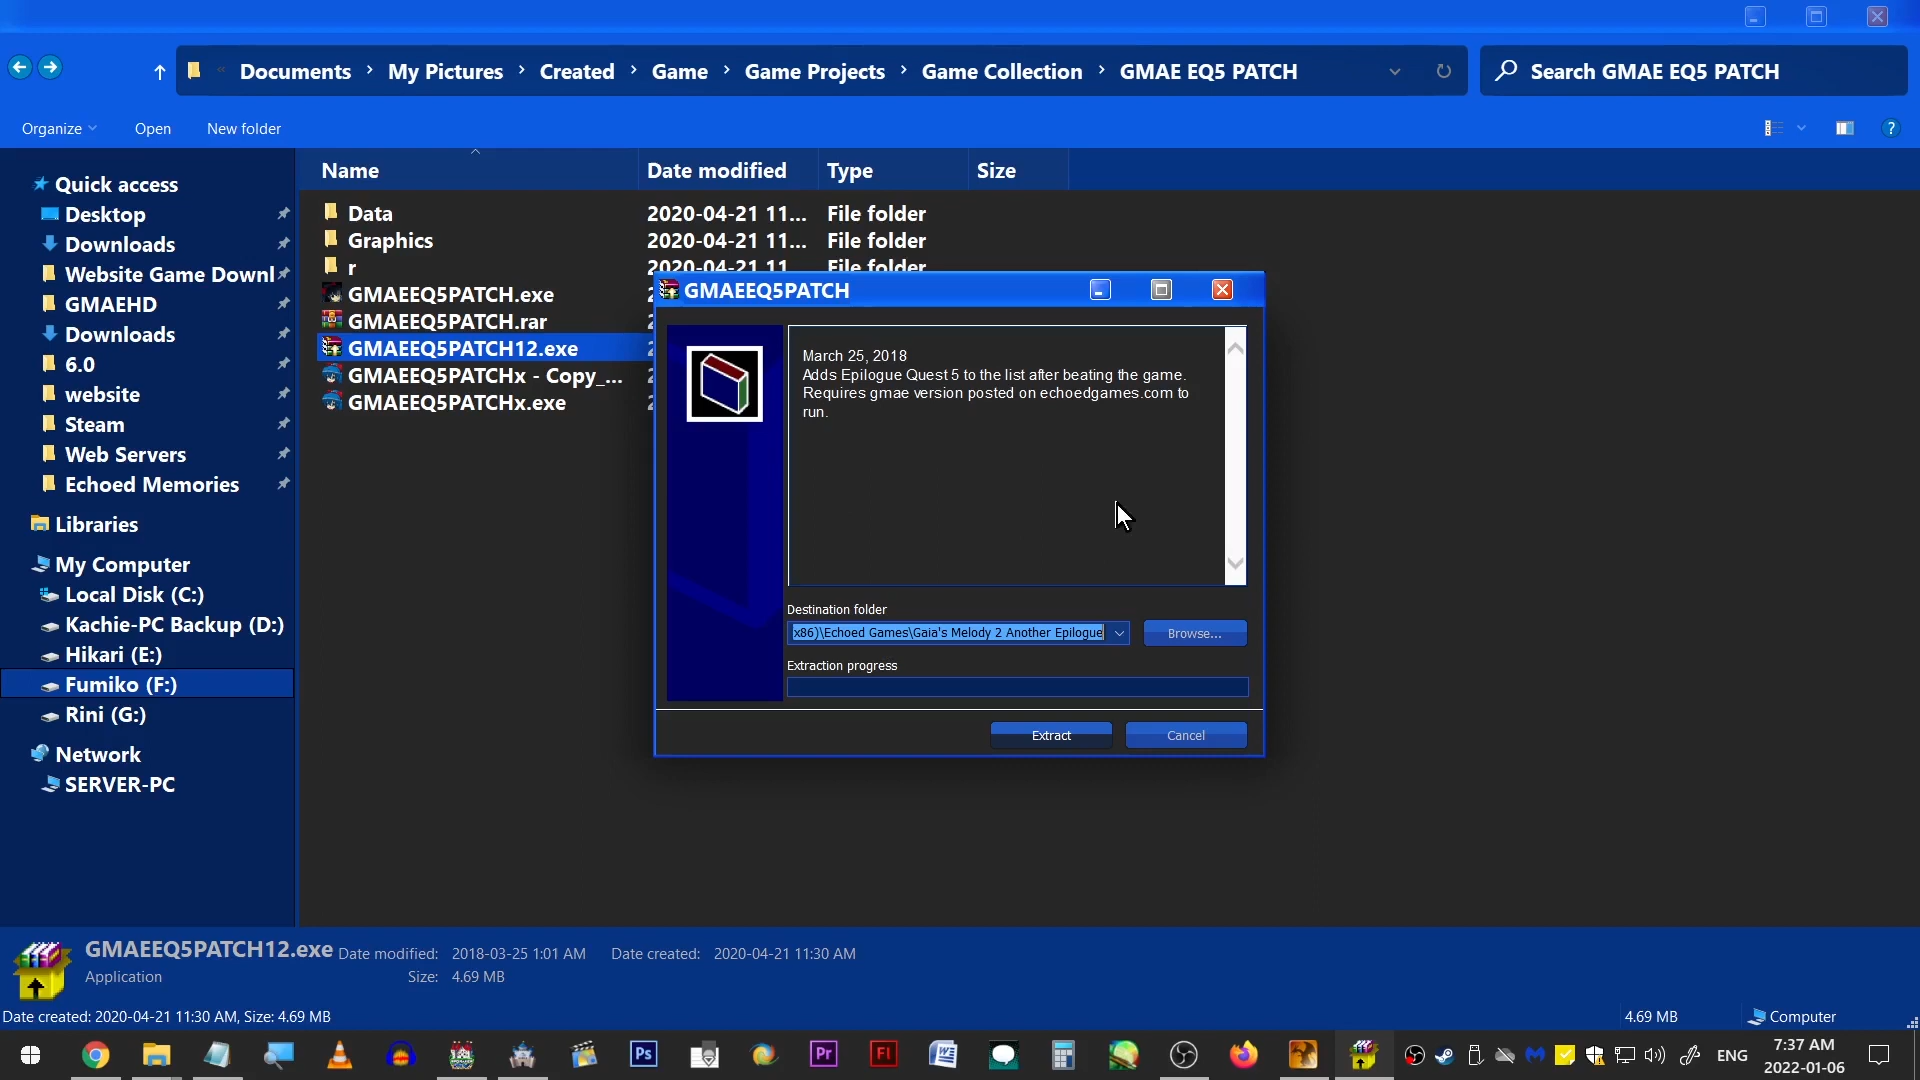 Documents › My Pictures › Created › Game › Game Projects › Game Collection › GMAE EQ5 PATCH
Search GMAE EQ5 PATCH
Organize
Open
New folder
Name
Date modified
Type
Size
Quick access
Desktop
Downloads
Website Game Downl
GMAEHD
Downloads
6.0
website
Steam
Web Servers
Echoed Memories
Libraries
My Computer
Local Disk (C:)
Kachie-PC Backup (D:)
Hikari (E:)
Fumiko (F:)
Rini (G:)
Network
SERVER-PC
Data 2020-04-21 11... File folder
Graphics 2020-04-21 11... File folder
r 2020-04-21 11 File folder
GMAEEQ5PATCH.exe
GMAEEQ5PATCH.rar
GMAEEQ5PATCH12.exe
GMAEEQ5PATCHx - Copy_...
GMAEEQ5PATCHx.exe
GMAEEQ5PATCH
March 25, 2018
Adds Epilogue Quest 5 to the list after beating the game.
Requires gmae version posted on echoedgames.com to
run.
Destination folder
x86)\Echoed Games\Gaia's Melody 2 Another Epilogue
Browse...
Extraction progress
Extract
Cancel
GMAEEQ5PATCH12.exe Date modified: 2018-03-25 1:01 AM Date created: 2020-04-21 11:30 AM
Application Size: 4.69 MB
Date created: 2020-04-21 11:30 AM, Size: 4.69 MB
4.69 MB
Computer
Ps
Pr
Fl
W
ENG
7:37 AM
2022-01-06